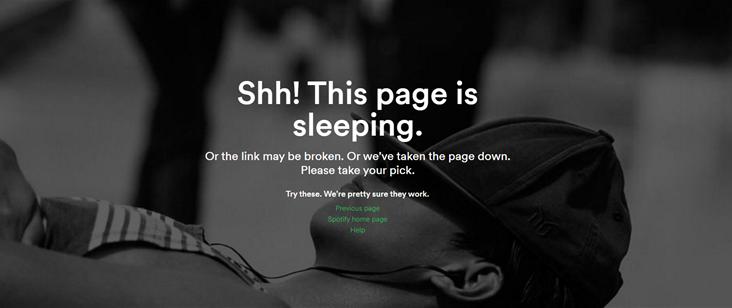 Shh! This page is
sleeping.
Or the link may be broken. Or we've taken the page down.
Please take your pick.
Try these. We're pretty sure they work.
Previous page
Spotify home page
Help